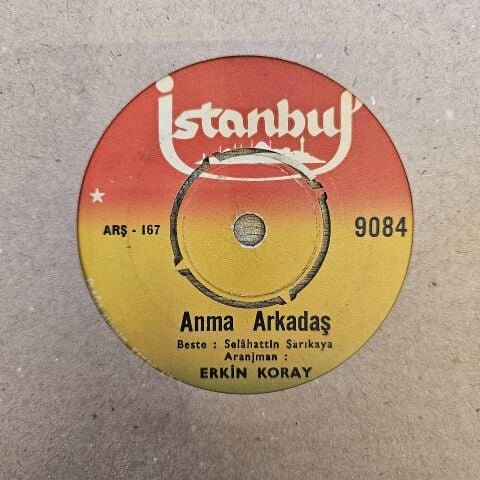 istanbul
ARŞ - 167
9084
Anma Arkadaş
Beste : Selâhattin Sarıkaya
Aranjman :
ERKİN KORAY